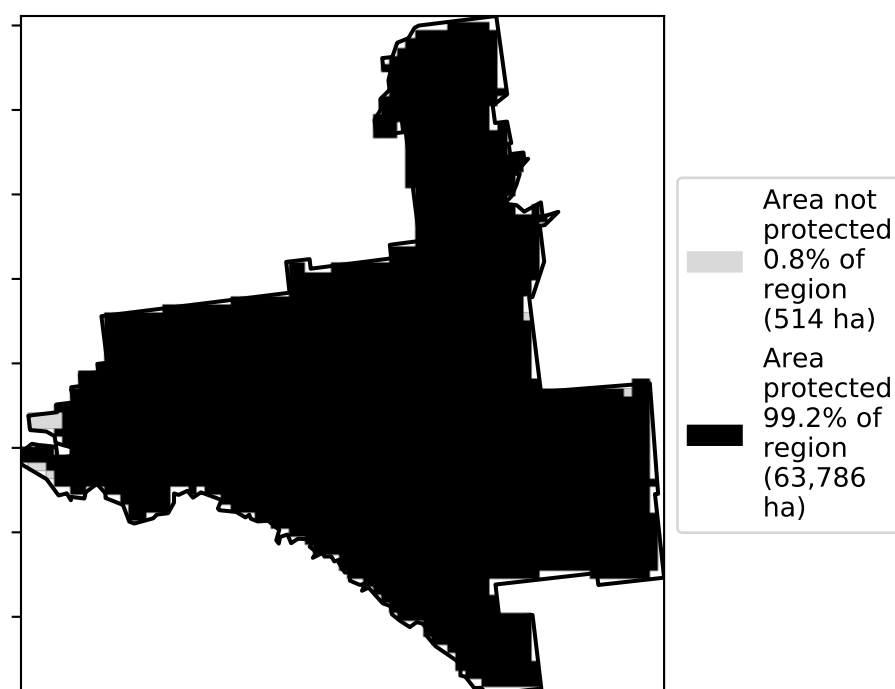 Area not
protected
0.8% of
region
(514 ha)
Area
protected
99.2% of
region
(63,786
ha)